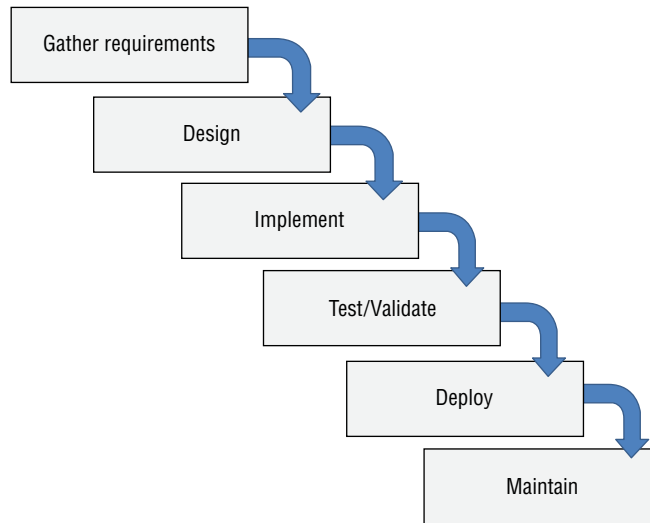 Gather requirements
Design
Implement
Test/Validate
Deploy
Maintain